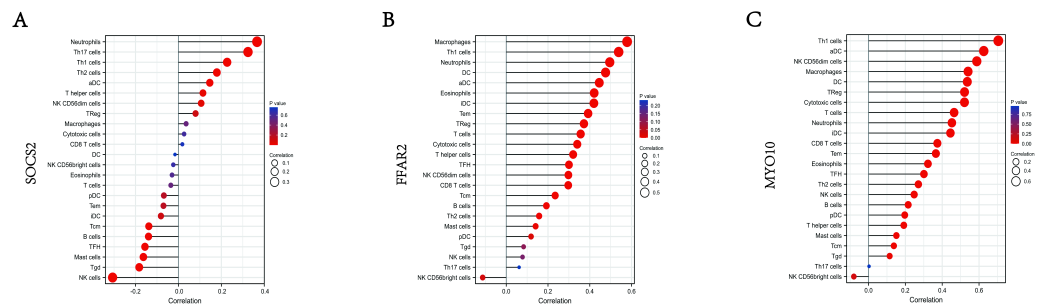 A
SOCS2
Neutrophils
Th17 cells
Th1 cells
Th2 cells
aDC
T helper cells
NK CD56dim cells
TReg
Macrophages
Cytotoxic cells
CD8 T cells
DC
NK CD56bright cells
Eosinophils
T cells
pDC
Tem
iDC
Tcm
B cells
TFH
Mast cells
Tgd
NK cells
-0.2 0.0 0.2 0.4
Correlation
P value
0.6
0.4
0.2
Correlation
0.1
0.2
0.3
B
FFAR2
Macrophages
Th1 cells
Neutrophils
DC
aDC
Eosinophils
iDC
Tem
TReg
T cells
Cytotoxic cells
T helper cells
TFH
NK CD56dim cells
CD8 T cells
Tcm
B cells
Th2 cells
Mast cells
pDC
Tgd
NK cells
Th17 cells
NK CD56bright cells
0.0 0.2 0.4 0.6
Correlation
P value
0.20
0.15
0.10
0.05
0.00
Correlation
0.1
0.2
0.3
0.4
0.5
C
MYO10
Th1 cells
aDC
NK CD56dim cells
Macrophages
DC
TReg
Cytotoxic cells
T cells
Neutrophils
iDC
CD8 T cells
Tem
Eosinophils
TFH
Th2 cells
NK cells
B cells
pDC
T helper cells
Mast cells
Tcm
Tgd
Th17 cells
NK CD56bright cells
0.0 0.2 0.4 0.6
Correlation
P value
0.75
0.50
0.25
0.00
Correlation
0.2
0.4
0.6